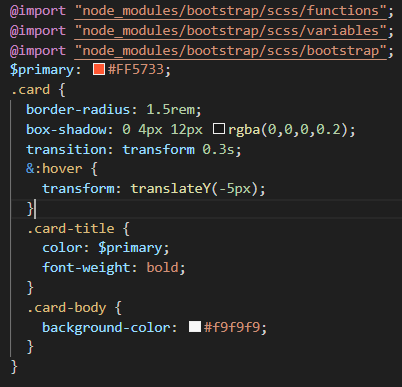 @import "node_modules/bootstrap/scss/functions";
@import "node_modules/bootstrap/scss/variables";
@import "node_modules/bootstrap/scss/bootstrap";
$primary: #FF5733;
.card {
  border-radius: 1.5rem;
  box-shadow: 0 4px 12px rgba(0,0,0,0.2);
  transition: transform 0.3s;
  &:hover {
    transform: translateY(-5px);
  }
  .card-title {
    color: $primary;
    font-weight: bold;
  }
  .card-body {
    background-color: #f9f9f9;
  }
}